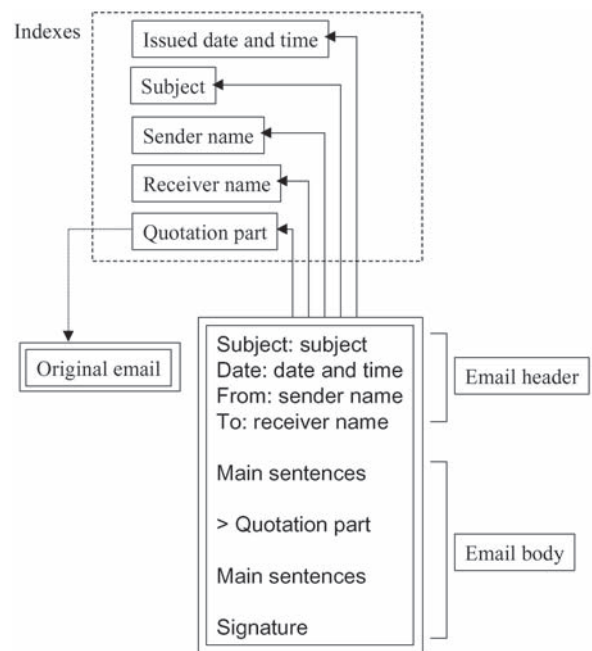 Indexes
Issued date and time
Subject
Sender name
Receiver name
Quotation part
Original email
Subject: subject
Date: date and time
From: sender name
To: receiver name
Main sentences
> Quotation part
Main sentences
Signature
Email header
Email body